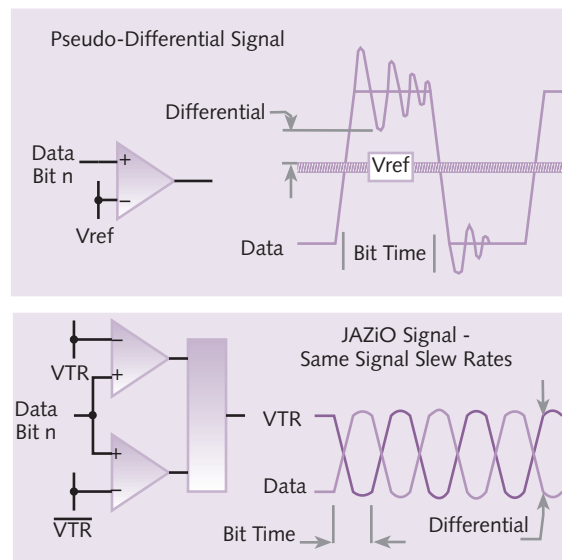 Pseudo-Differential Signal
Differential
Data
Bit n
+
−
Vref
Vref
Data
Bit Time
JAZiO Signal -
Same Signal Slew Rates
−
VTR
+
Data
Bit n
+
−
V̅T̅R̅
VTR
Data
Bit Time
Differential